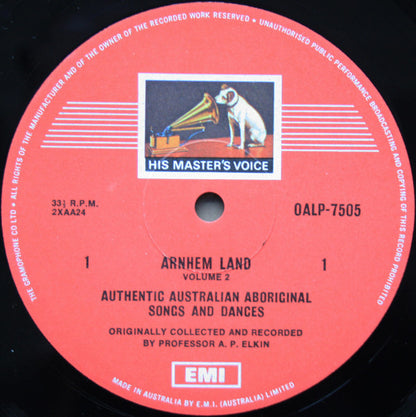 THE GRAMOPHONE CO LTD • ALL RIGHTS OF THE MANUFACTURER AND OF THE OWNER OF THE RECORDED WORK RESERVED • UNAUTHORISED PUBLIC PERFORMANCE BROADCASTING AND COPYING OF THIS RECORD PROHIBITED
HIS MASTER'S VOICE
33⅓ R.P.M.
2XAA24
OALP-7505
1 ARNHEM LAND 1
VOLUME 2
AUTHENTIC AUSTRALIAN ABORIGINAL
SONGS AND DANCES
ORIGINALLY COLLECTED AND RECORDED
BY PROFESSOR A. P. ELKIN
EMI
MADE IN AUSTRALIA BY E.M.I. (AUSTRALIA) LIMITED